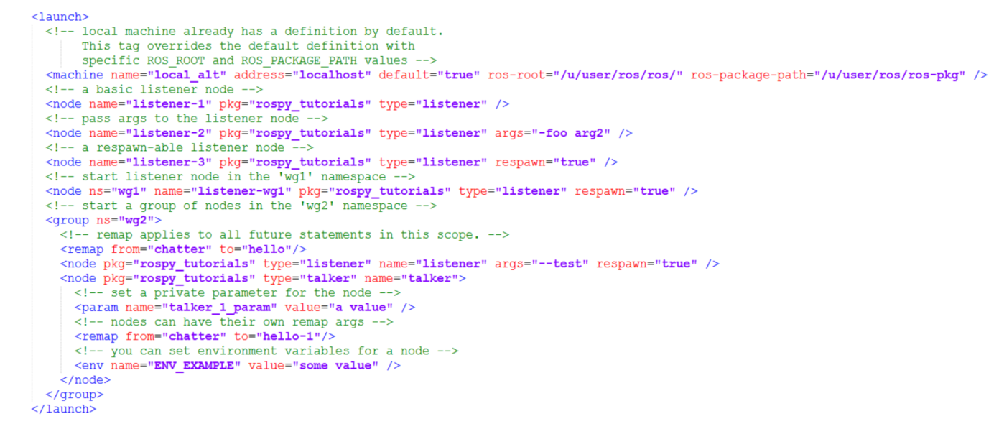 <launch>
<!-- local machine already has a definition by default.
This tag overrides the default definition with
specific ROS_ROOT and ROS_PACKAGE_PATH values -->
<machine name="local_alt" address="localhost" default="true" ros-root="/u/user/ros/ros/" ros-package-path="/u/user/ros/ros-pkg" />
<!-- a basic listener node -->
<node name="listener-1" pkg="rospy_tutorials" type="listener" />
<!-- pass args to the listener node -->
<node name="listener-2" pkg="rospy_tutorials" type="listener" args="-foo arg2" />
<!-- a respawn-able listener node -->
<node name="listener-3" pkg="rospy_tutorials" type="listener" respawn="true" />
<!-- start listener node in the 'wg1' namespace -->
<node ns="wg1" name="listener-wg1" pkg="rospy_tutorials" type="listener" respawn="true" />
<!-- start a group of nodes in the 'wg2' namespace -->
<group ns="wg2">
<!-- remap applies to all future statements in this scope. -->
<remap from="chatter" to="hello"/>
<node pkg="rospy_tutorials" type="listener" name="listener" args="--test" respawn="true" />
<node pkg="rospy_tutorials" type="talker" name="talker">
<!-- set a private parameter for the node -->
<param name="talker_1_param" value="a value" />
<!-- nodes can have their own remap args -->
<remap from="chatter" to="hello-1"/>
<!-- you can set environment variables for a node -->
<env name="ENV_EXAMPLE" value="some value" />
</node>
</group>
</launch>